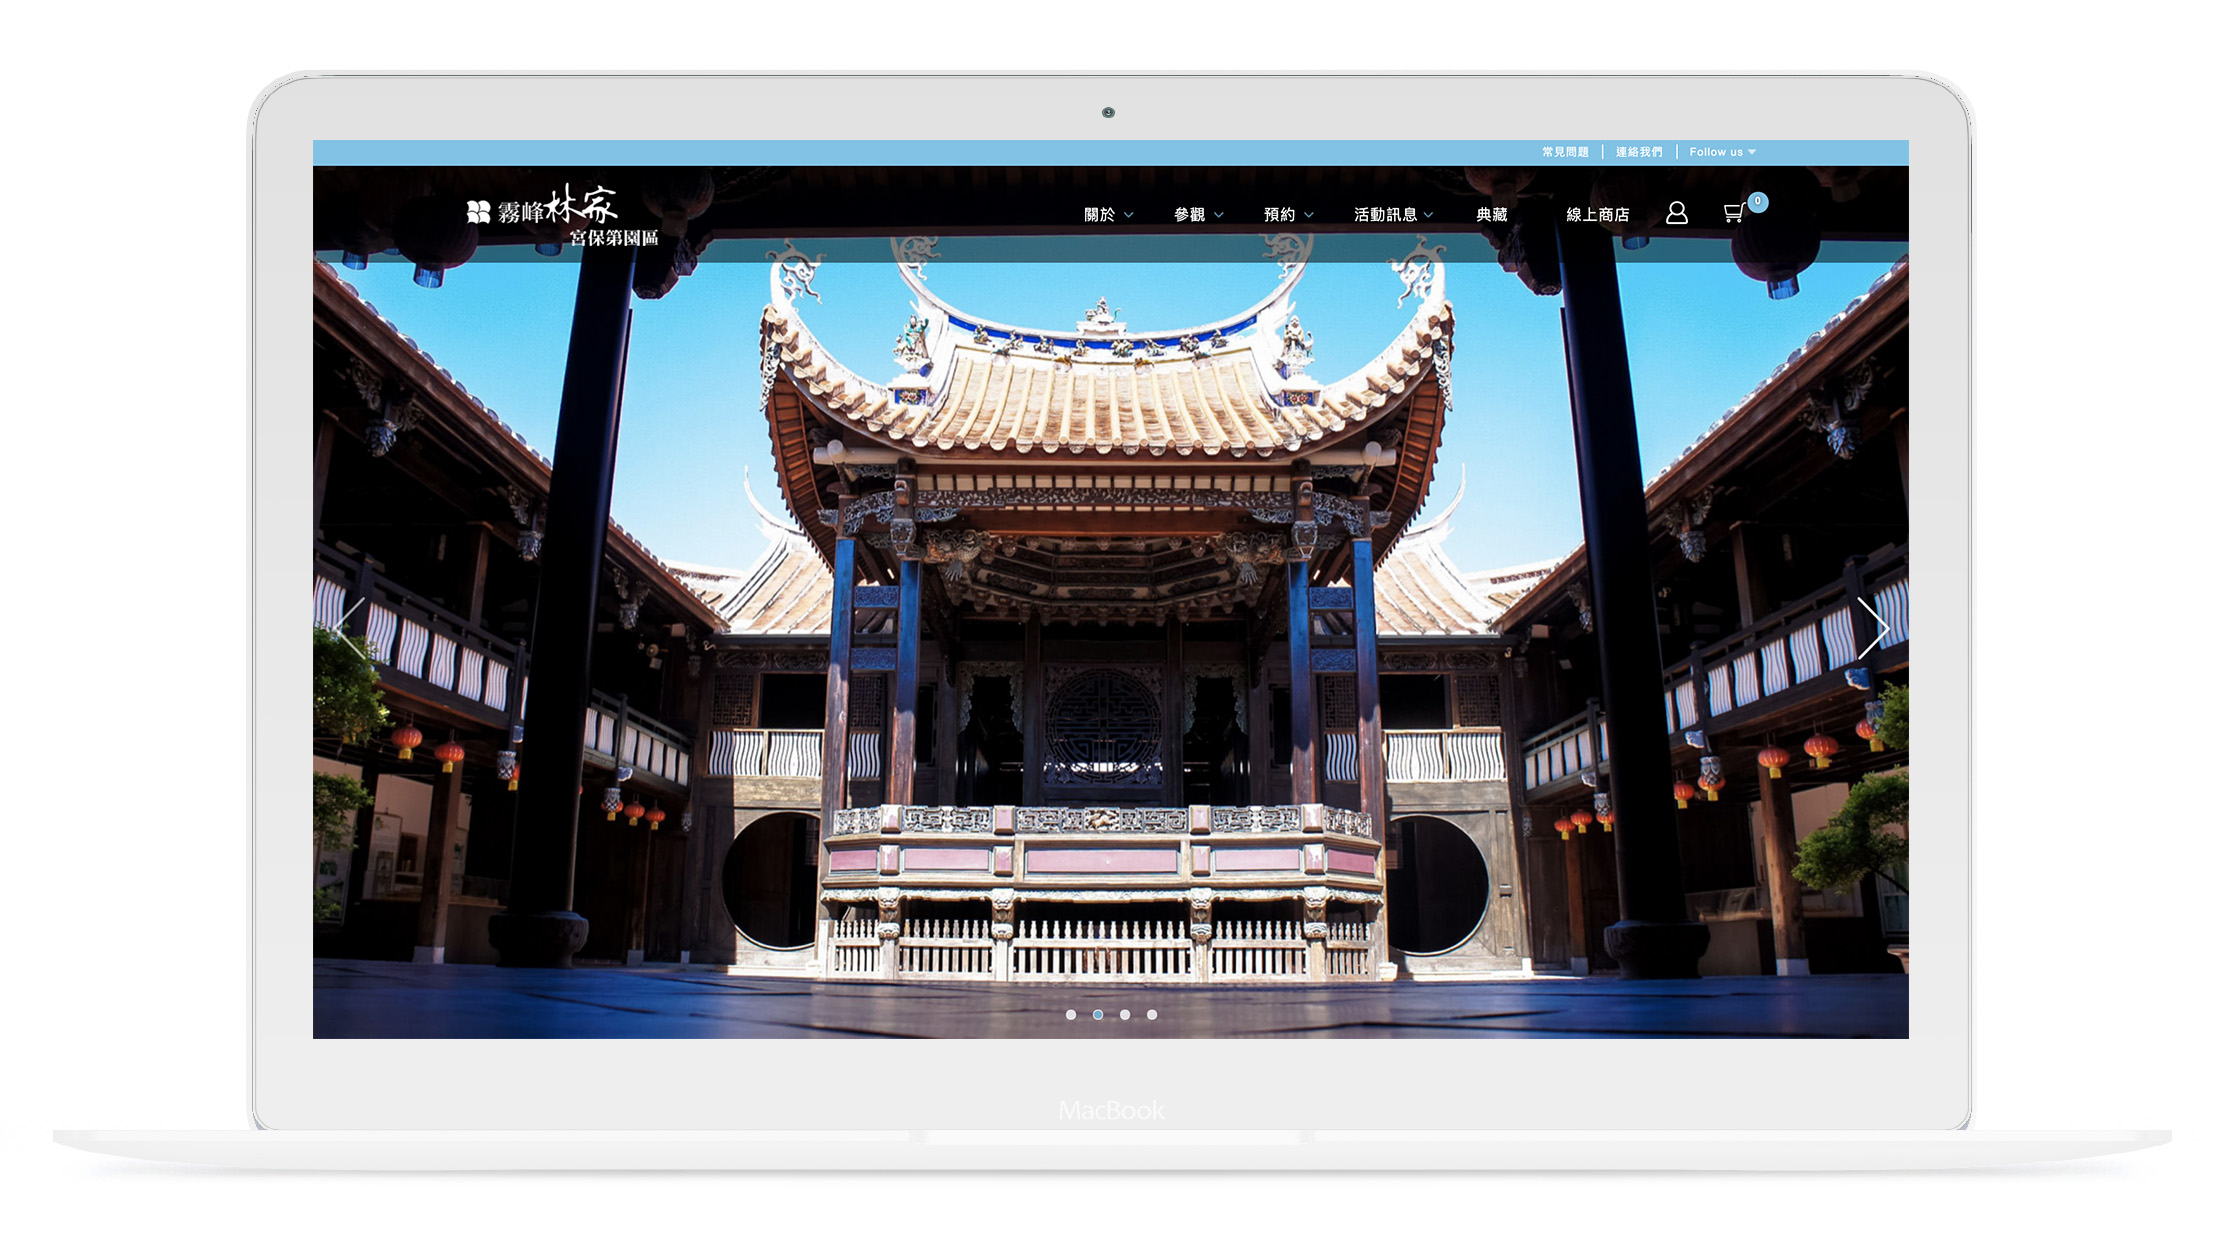 常見問題 | 連絡我們 | Follow us
霧峰林家
宮保第園區
關於 參觀 預約 活動訊息 典藏 線上商店 0
MacBook